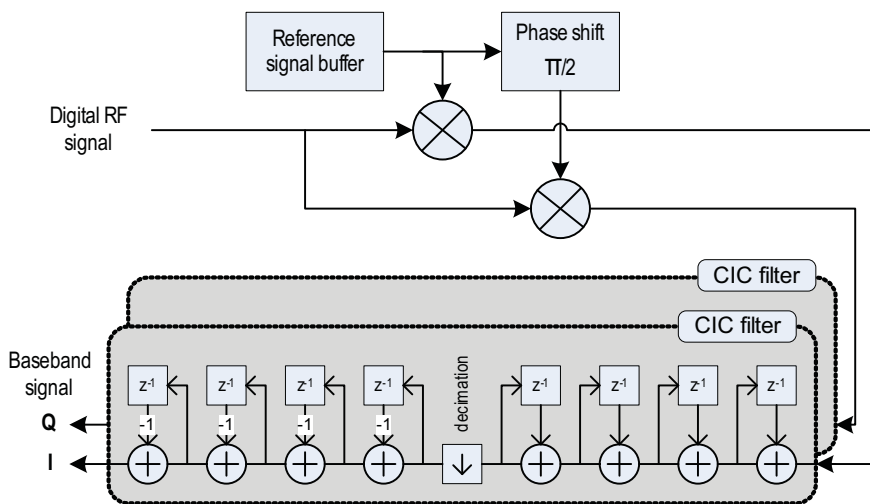 Reference
signal buffer
Phase shift
π/2
Digital RF
signal
CIC filter
CIC filter
Baseband
signal
Q
I
z-1
z-1
z-1
z-1
decimation
z-1
z-1
z-1
z-1
-1
-1
-1
-1